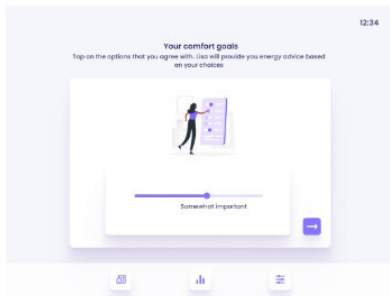 12:34
Your comfort goals
Tap on the options that you agree with. Lisa will provide you energy advice based
on your choices
Somewhat important